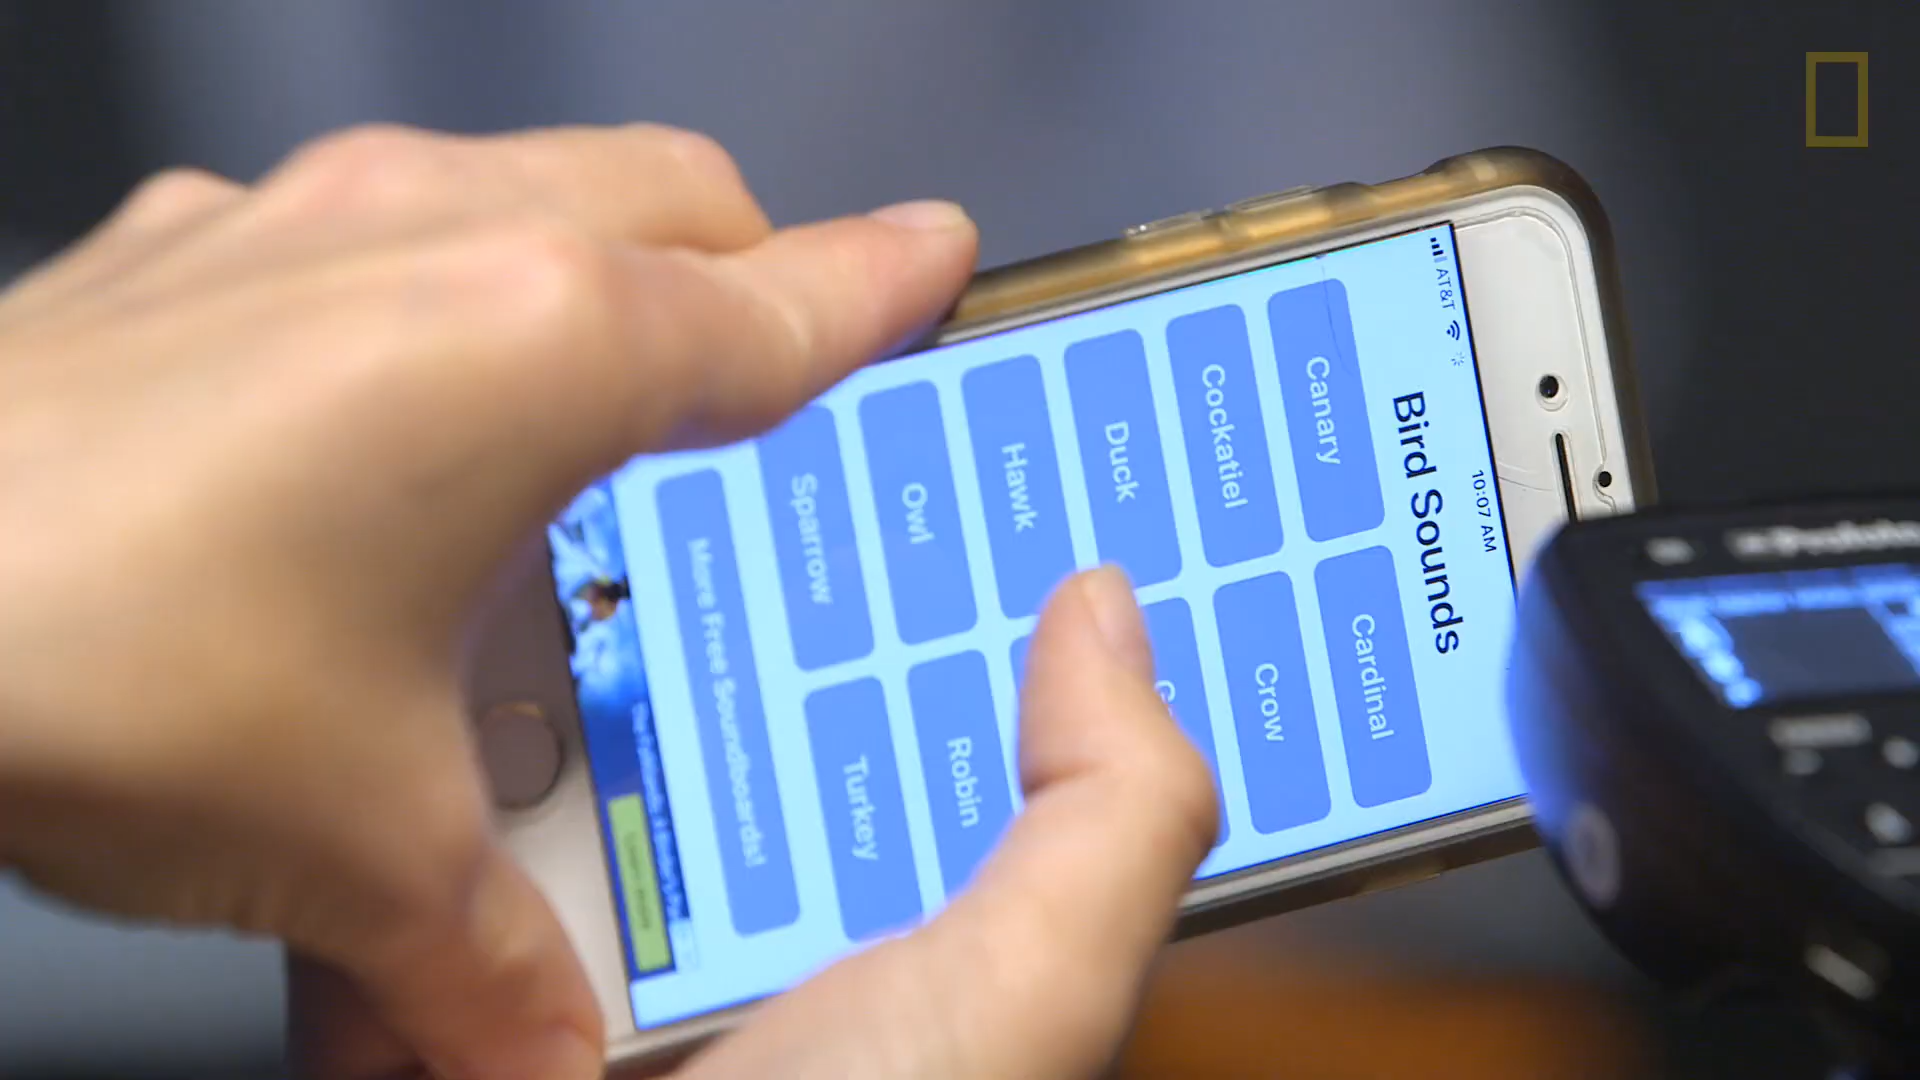 AT&T
10:07 AM
Bird Sounds
Canary
Cardinal
Cockatiel
Crow
Duck
Hawk
Owl
Robin
Sparrow
Turkey
More Free Soundboards!